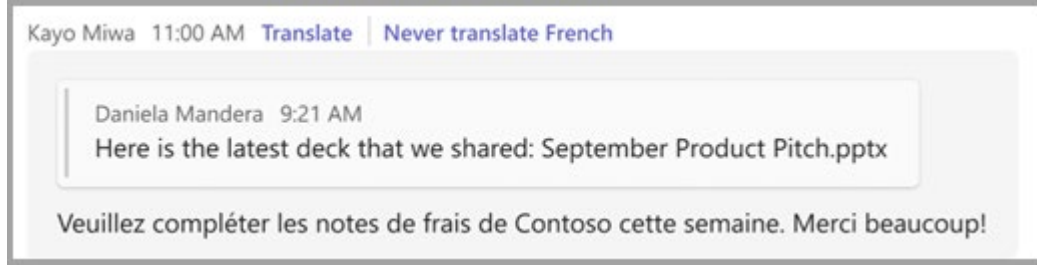 Kayo Miwa 11:00 AM Translate Never translate French
Daniela Mandera 9:21 AM
Here is the latest deck that we shared: September Product Pitch.pptx
Veuillez compléter les notes de frais de Contoso cette semaine. Merci beaucoup!